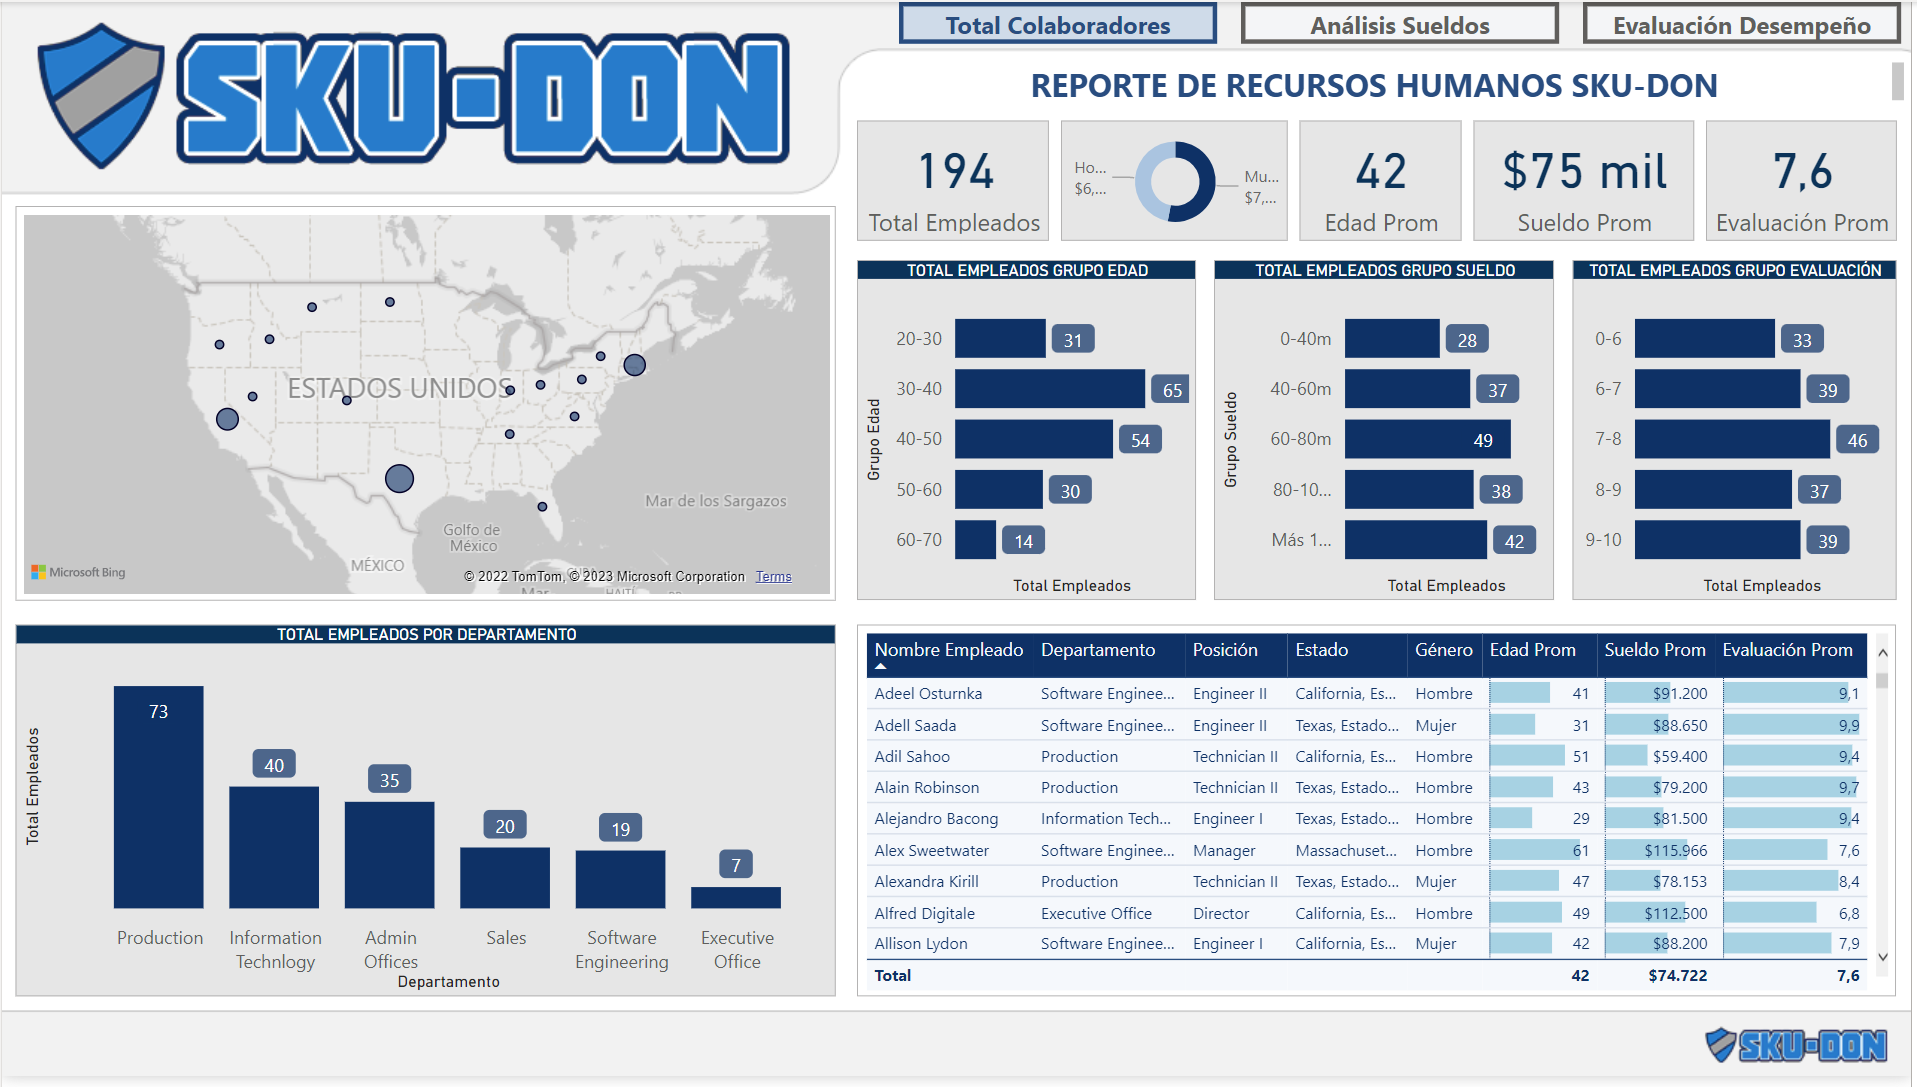 SKU-DON
Total Colaboradores
Análisis Sueldos
Evaluación Desempeño
REPORTE DE RECURSOS HUMANOS SKU-DON
194
Total Empleados
Ho...
$6,...
Mu...
$7,...
42
Edad Prom
$75 mil
Sueldo Prom
7,6
Evaluación Prom
ESTADOS UNIDOS
Mar de los Sargazos
Golfo de
México
MÉXICO
Microsoft Bing
© 2022 TomTom, © 2023 Microsoft Corporation Terms
Mar
HAITÍ
TOTAL EMPLEADOS GRUPO EDAD
Grupo Edad
20-30 31
30-40 65
40-50 54
50-60 30
60-70 14
Total Empleados
TOTAL EMPLEADOS GRUPO SUELDO
Grupo Sueldo
0-40m 28
40-60m 37
60-80m 49
80-10... 38
Más 1... 42
Total Empleados
TOTAL EMPLEADOS GRUPO EVALUACIÓN
0-6 33
6-7 39
7-8 46
8-9 37
9-10 39
Total Empleados
TOTAL EMPLEADOS POR DEPARTAMENTO
Total Empleados
73
40
35
20
19
7
Production
Information
Technlogy
Admin
Offices
Sales
Software
Engineering
Executive
Office
Departamento
Nombre Empleado Departamento Posición Estado Género Edad Prom Sueldo Prom Evaluación Prom
Adeel Osturnka Software Enginee... Engineer II California, Es... Hombre 41 $91.200 9,1
Adell Saada Software Enginee... Engineer II Texas, Estado... Mujer 31 $88.650 9,9
Adil Sahoo Production Technician II California, Es... Hombre 51 $59.400 9,4
Alain Robinson Production Technician II Texas, Estado... Hombre 43 $79.200 9,7
Alejandro Bacong Information Tech... Engineer I Texas, Estado... Hombre 29 $81.500 9,4
Alex Sweetwater Software Enginee... Manager Massachuset... Hombre 61 $115.966 7,6
Alexandra Kirill Production Technician II Texas, Estado... Mujer 47 $78.153 8,4
Alfred Digitale Executive Office Director California, Es... Hombre 49 $112.500 6,8
Allison Lydon Software Enginee... Engineer I California, Es... Mujer 42 $88.200 7,9
Total 42 $74.722 7,6
SKU-DON